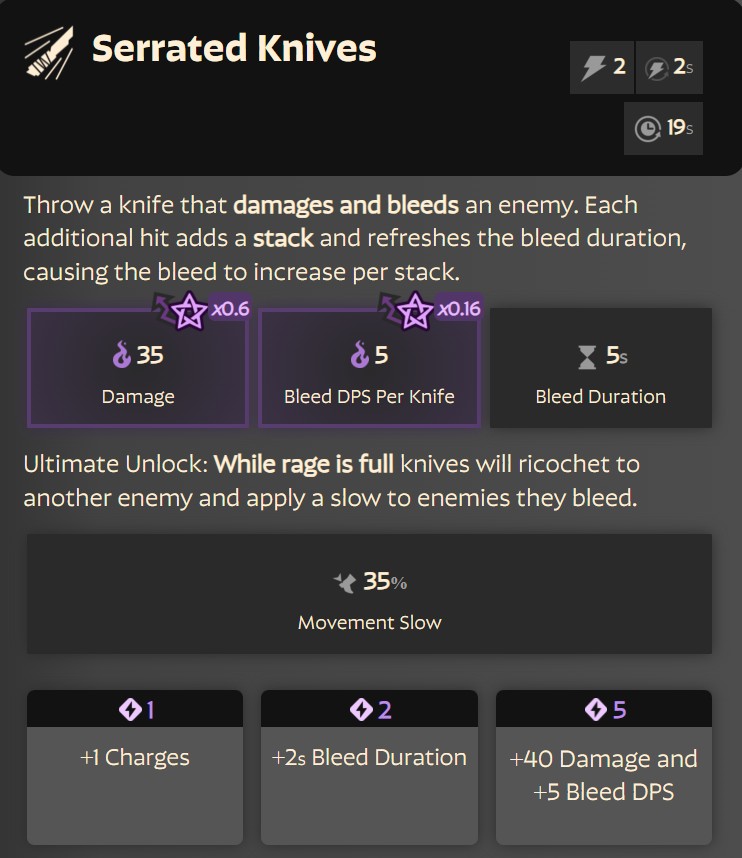 Serrated Knives
2
2s
19s
Throw a knife that damages and bleeds an enemy. Each
additional hit adds a stack and refreshes the bleed duration,
causing the bleed to increase per stack.
x0.6
x0.16
35
5
5s
Damage
Bleed DPS Per Knife
Bleed Duration
Ultimate Unlock: While rage is full knives will ricochet to
another enemy and apply a slow to enemies they bleed.
35%
Movement Slow
1
2
5
+1 Charges
+2s Bleed Duration
+40 Damage and
+5 Bleed DPS